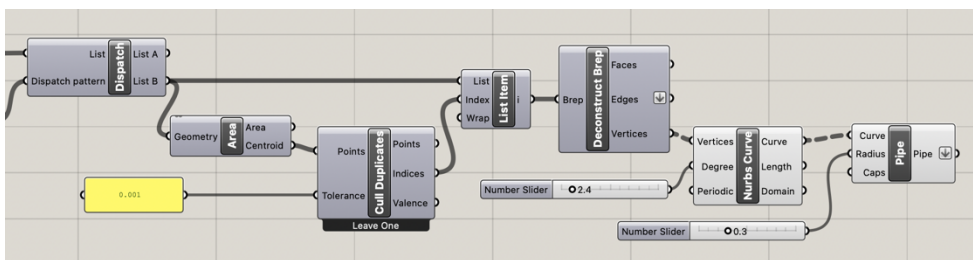 List
List A
Dispatch pattern
List B
Dispatch
Geometry
Area
Centroid
Area
0.001
Points
Tolerance
Points
Indices
Valence
Cull Duplicates
Leave One
List
Index
Wrap
i
List Item
Brep
Faces
Edges
Vertices
Deconstruct Brep
Number Slider
2.4
Vertices
Degree
Periodic
Curve
Length
Domain
Nurbs Curve
Number Slider
0.3
Curve
Radius
Caps
Pipe
Pipe